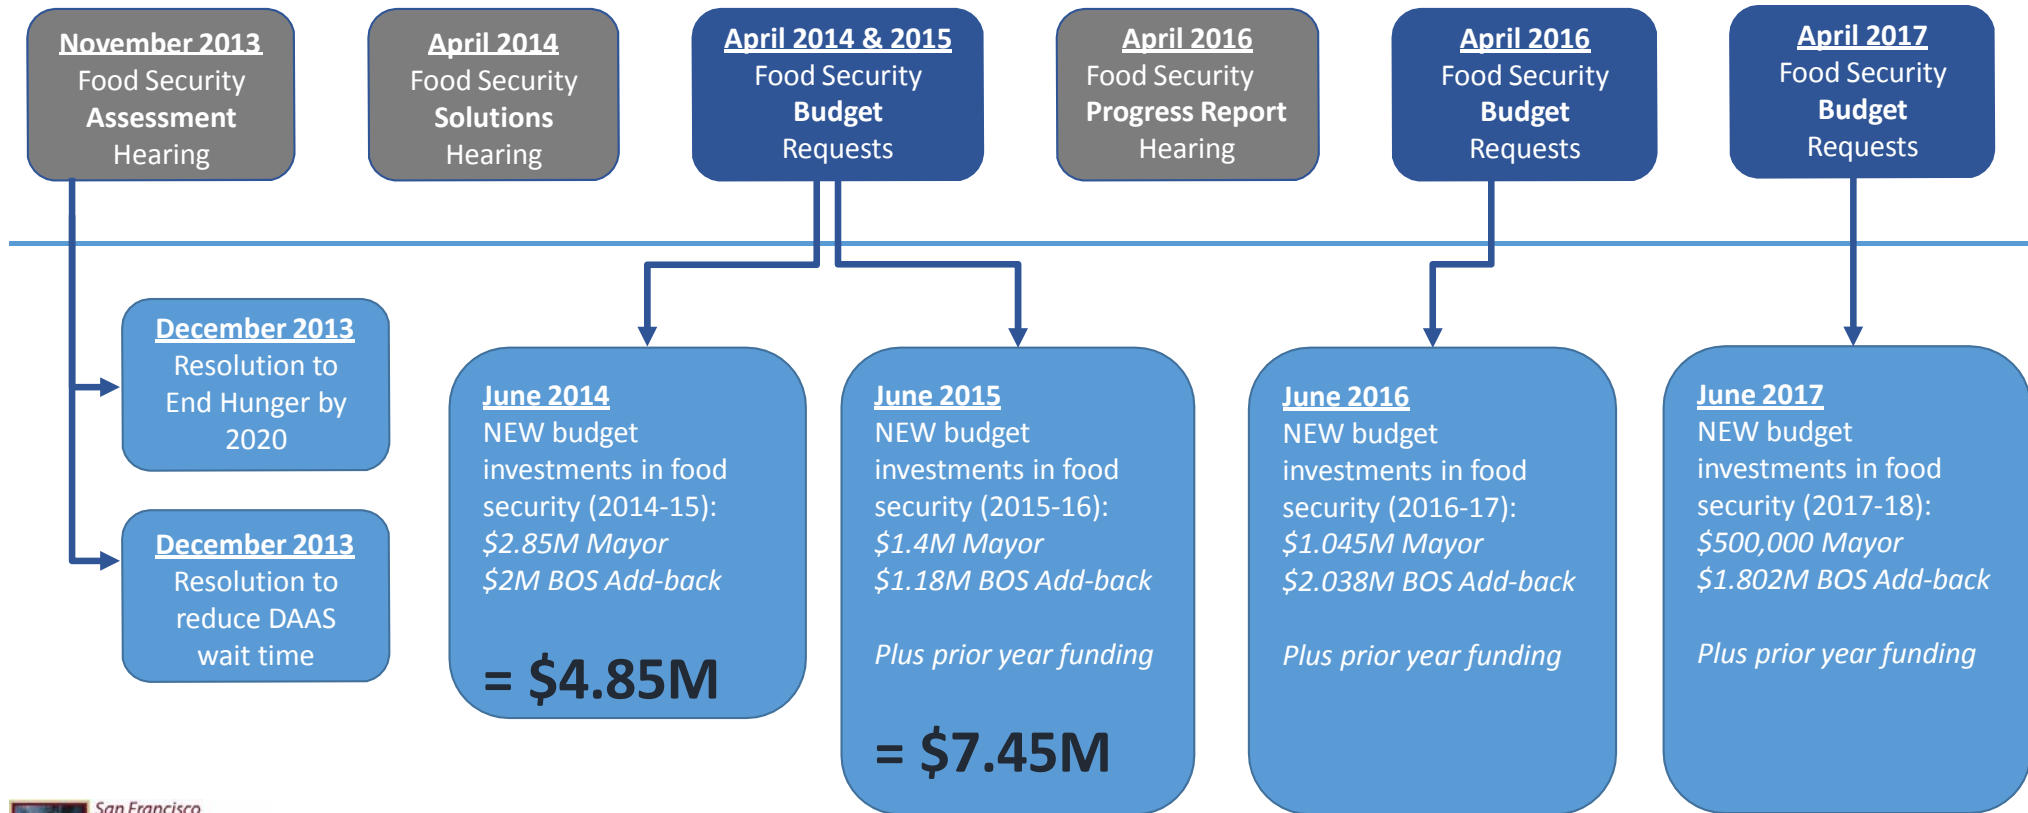 November 2013
Food Security
Assessment
Hearing
April 2014
Food Security
Solutions
Hearing
April 2014 & 2015
Food Security
Budget
Requests
April 2016
Food Security
Progress Report
Hearing
April 2016
Food Security
Budget
Requests
April 2017
Food Security
Budget
Requests
December 2013
Resolution to
End Hunger by
2020
December 2013
Resolution to
reduce DAAS
wait time
June 2014
NEW budget
investments in food
security (2014-15):
$2.85M Mayor
$2M BOS Add-back
= $4.85M
June 2015
NEW budget
investments in food
security (2015-16):
$1.4M Mayor
$1.18M BOS Add-back
Plus prior year funding
= $7.45M
June 2016
NEW budget
investments in food
security (2016-17):
$1.045M Mayor
$2.038M BOS Add-back
Plus prior year funding
June 2017
NEW budget
investments in food
security (2017-18):
$500,000 Mayor
$1.802M BOS Add-back
Plus prior year funding
San Francisco